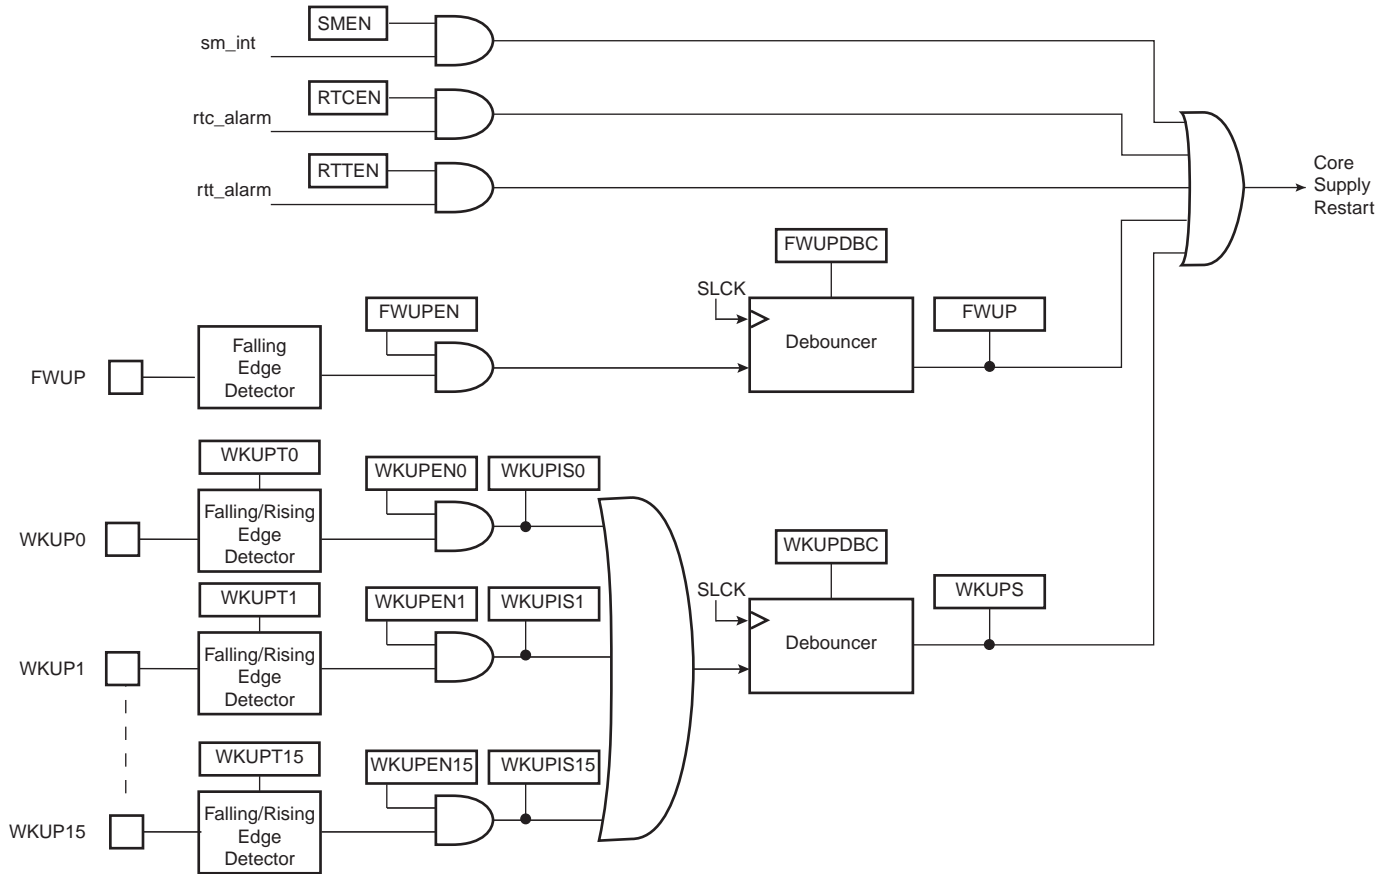 SMEN
sm_int
RTCEN
rtc_alarm
RTTEN
rtt_alarm
Core
Supply
Restart
FWUPDBC
SLCK
FWUPEN
FWUP
Falling
Edge
Detector
Debouncer
FWUP
WKUPT0
WKUPEN0
WKUPIS0
Falling/Rising
Edge
Detector
WKUP0
WKUPDBC
SLCK
WKUPT1
WKUPEN1
WKUPIS1
WKUPS
Debouncer
Falling/Rising
Edge
Detector
WKUP1
WKUPT15
WKUPEN15
WKUPIS15
Falling/Rising
Edge
Detector
WKUP15